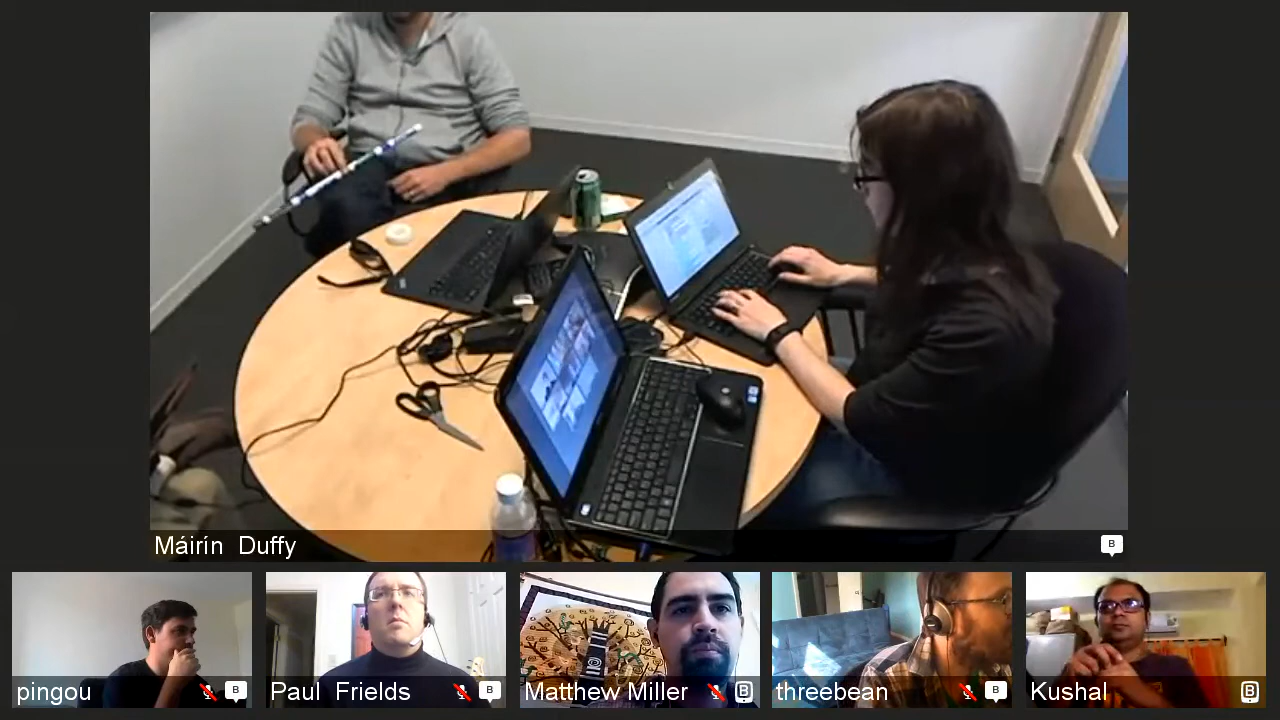 Máirín Duffy
B
pingou
B
Paul Frields
B
Matthew Miller
B
threebean
B
Kushal
B